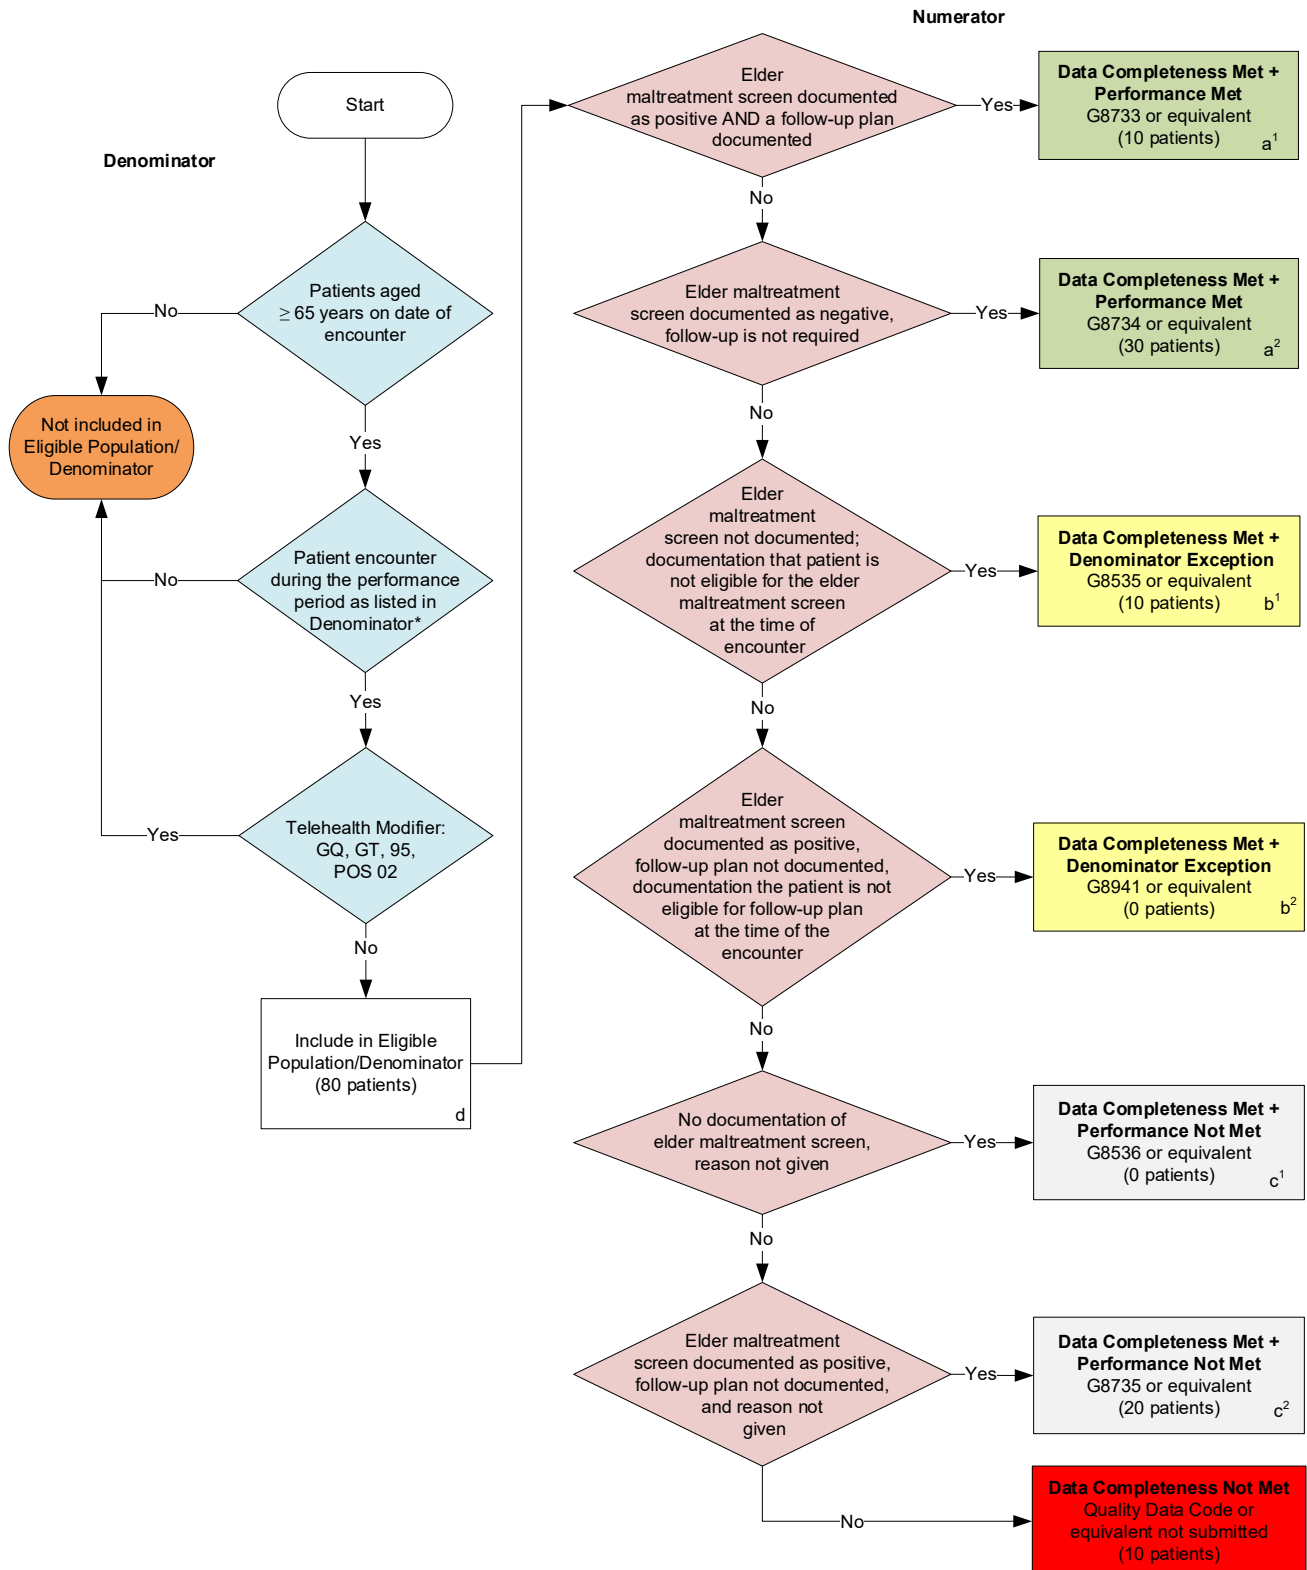 Numerator
Denominator
Start
Patients aged
≥ 65 years on date of
encounter
No
Yes
Not included in
Eligible Population/
Denominator
Patient encounter
during the performance
period as listed in
Denominator*
No
Yes
Telehealth Modifier:
GQ, GT, 95,
POS 02
Yes
No
Include in Eligible
Population/Denominator
(80 patients)
d
Elder
maltreatment screen documented
as positive AND a follow-up plan
documented
Yes
Data Completeness Met +
Performance Met
G8733 or equivalent
(10 patients)
a¹
No
Elder maltreatment
screen documented as negative,
follow-up is not required
Yes
Data Completeness Met +
Performance Met
G8734 or equivalent
(30 patients)
a²
No
Elder
maltreatment
screen not documented;
documentation that patient is
not eligible for the elder
maltreatment screen
at the time of
encounter
Yes
Data Completeness Met +
Denominator Exception
G8535 or equivalent
(10 patients)
b¹
No
Elder
maltreatment screen
documented as positive,
follow-up plan not documented,
documentation the patient is not
eligible for follow-up plan
at the time of the
encounter
Yes
Data Completeness Met +
Denominator Exception
G8941 or equivalent
(0 patients)
b²
No
No documentation of
elder maltreatment screen,
reason not given
Yes
Data Completeness Met +
Performance Not Met
G8536 or equivalent
(0 patients)
c¹
No
Elder maltreatment
screen documented as positive,
follow-up plan not documented,
and reason not
given
Yes
Data Completeness Met +
Performance Not Met
G8735 or equivalent
(20 patients)
c²
No
Data Completeness Not Met
Quality Data Code or
equivalent not submitted
(10 patients)